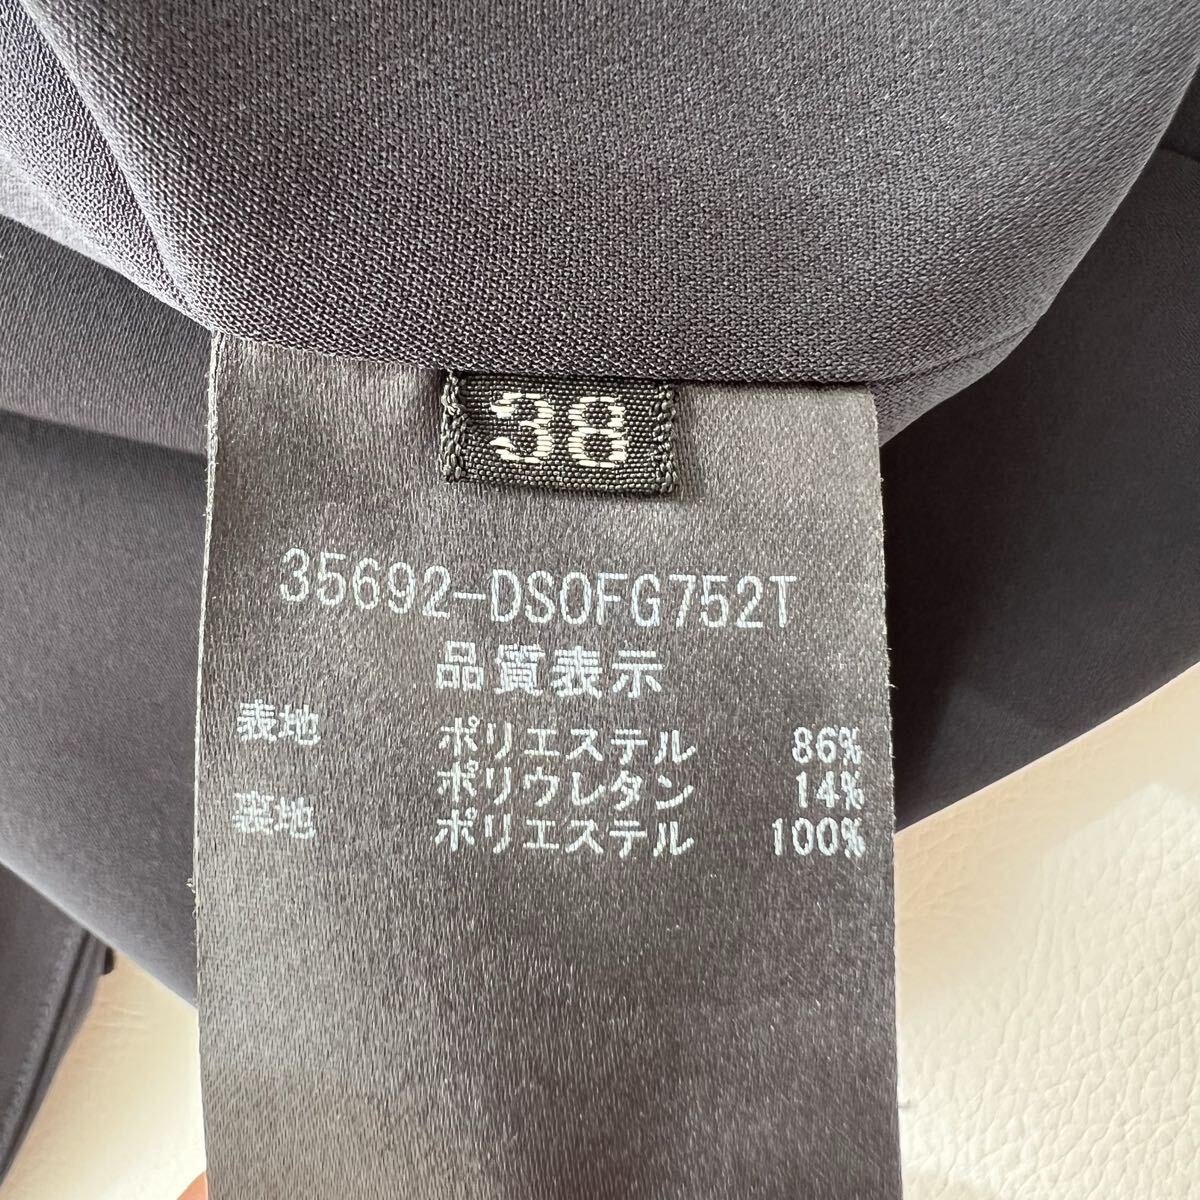 38
35692-DSOFG752T
品質表示
表地 ポリエステル 86%
ポリウレタン 14%
裏地 ポリエステル 100%